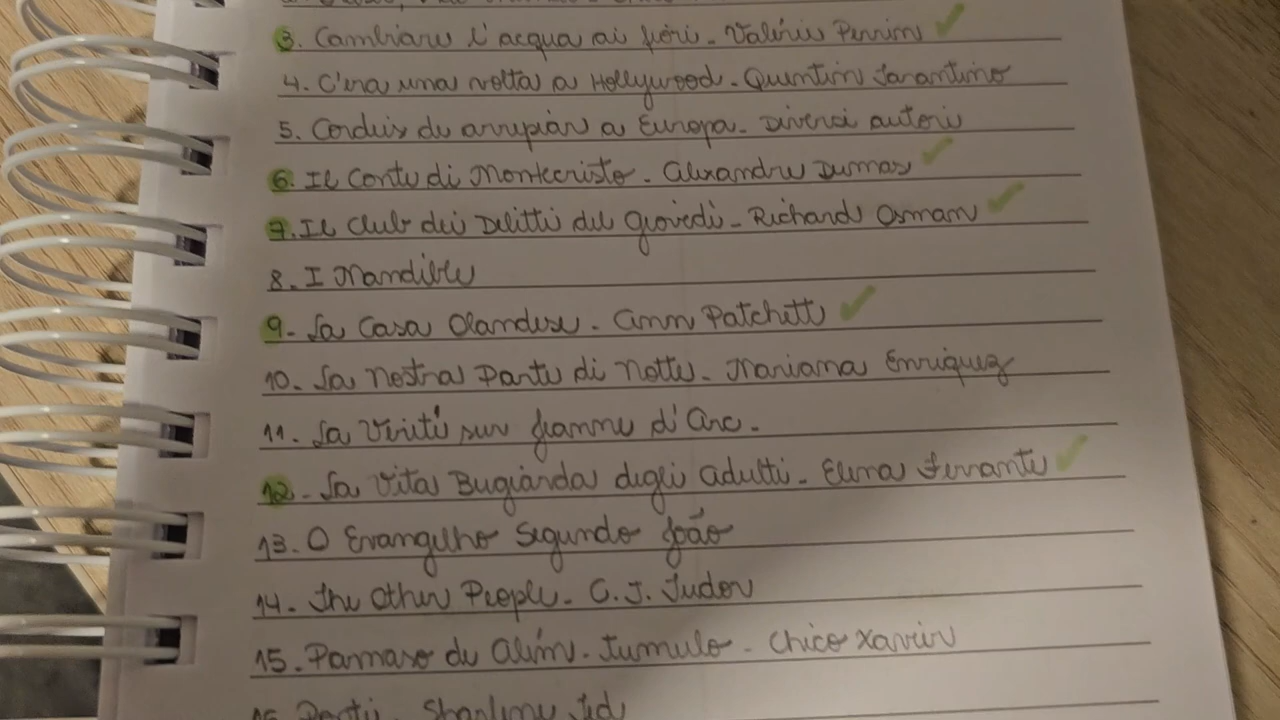 3. Cambiare l'acqua ai fiori - Valérie Perrin
4. C'era una volta a Hollywood - Quentin Tarantino
5. Cordeis de arrepiar a Europa - Diversi autori
6. Il Conte di Montecristo - Alexandre Dumas
7. Il Club dei Delitti del Giovedì - Richard Osman
8. I Mandible
9. La Casa Olandese - Ann Patchett
10. La Nostra Parte di Notte - Mariana Enriquez
11. La Verité sur Jeanne d'Arc.
12. La Vita Bugiarda degli Adulti - Elena Ferrante
13. O Evangelho Segundo João
14. The Other People - C. J. Tudor
15. Parnaso de Além-Tumulo - Chico Xavier